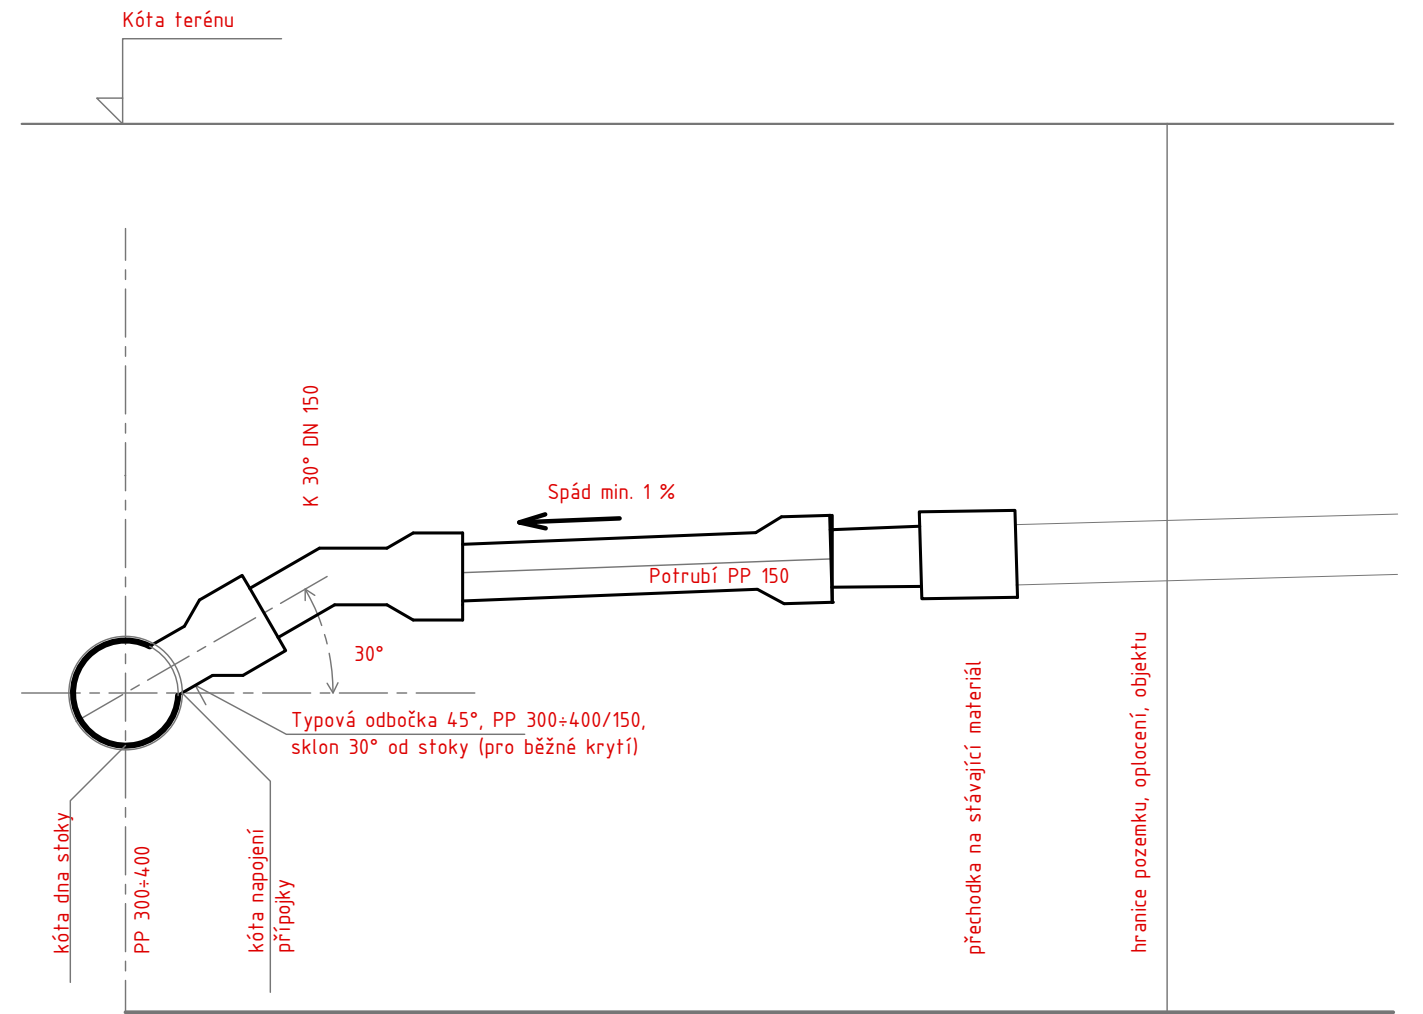 Kóta terénu
K 30° DN 150
Spád min. 1 %
Potrubí PP 150
30°
Typová odbočka 45°, PP 300÷400/150,
sklon 30° od stoky (pro běžné krytí)
kóta dna stoky
PP 300÷400
kóta napojení
přípojky
přechodka na stávající materiál
hranice pozemku, oplocení, objektu